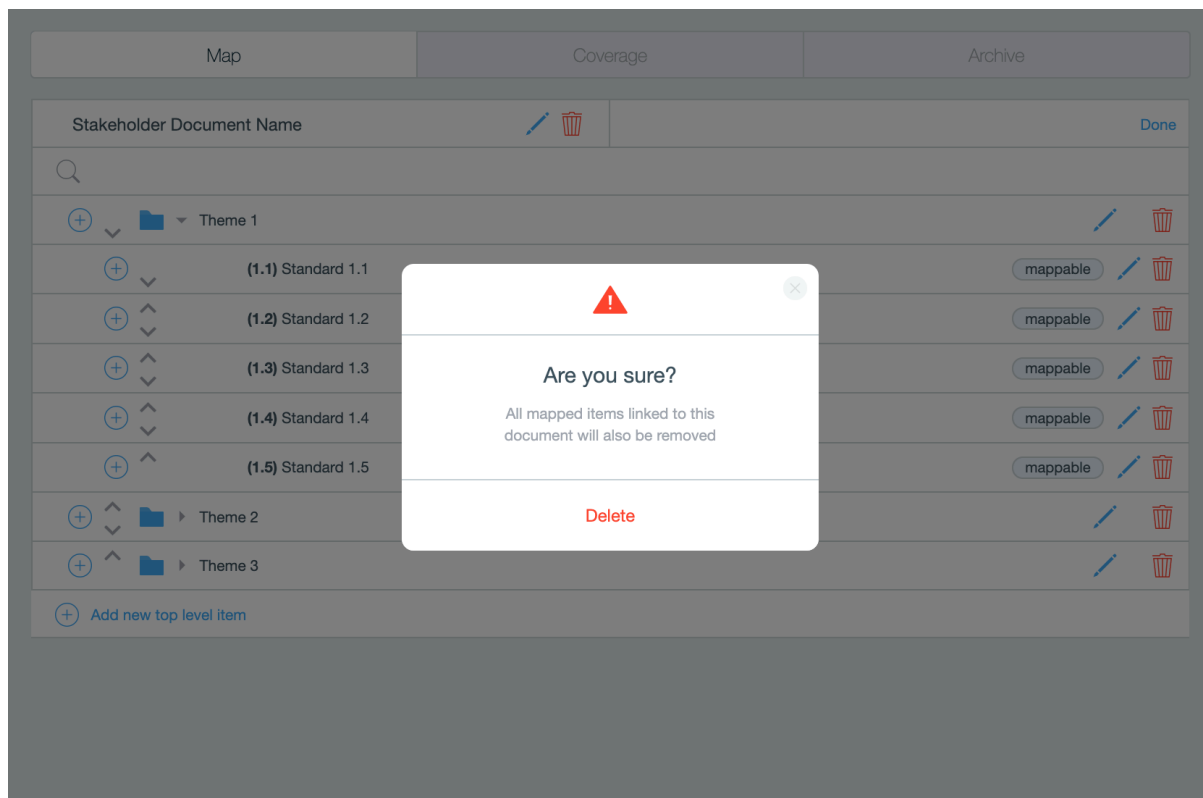 Map
Coverage
Archive
Stakeholder Document Name
Done
Theme 1
(1.1) Standard 1.1
mappable
(1.2) Standard 1.2
mappable
(1.3) Standard 1.3
mappable
(1.4) Standard 1.4
mappable
(1.5) Standard 1.5
mappable
Theme 2
Theme 3
Add new top level item
Are you sure?
All mapped items linked to this
document will also be removed
Delete